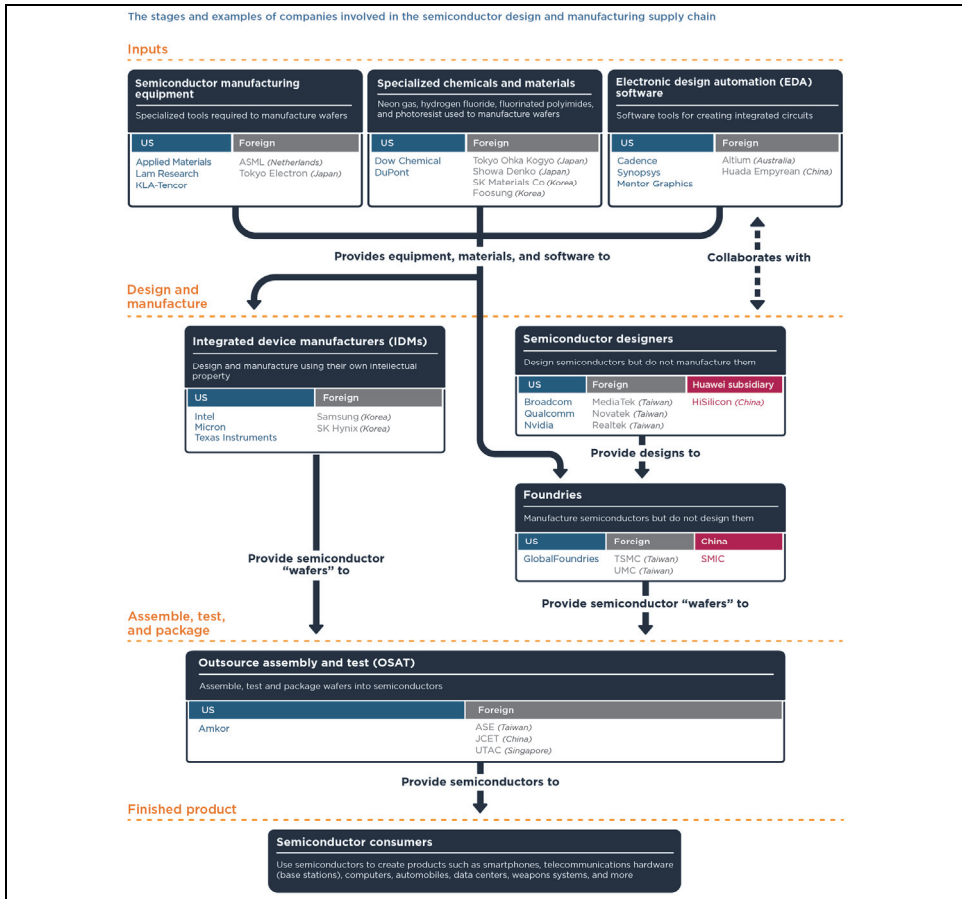 The stages and examples of companies involved in the semiconductor design and manufacturing supply chain
Inputs
Semiconductor manufacturing
equipment
Specialized tools required to manufacture wafers
US
Foreign
Applied Materials
Lam Research
KLA-Tencor
ASML (Netherlands)
Tokyo Electron (Japan)
Specialized chemicals and materials
Neon gas, hydrogen fluoride, fluorinated polyimides,
and photoresist used to manufacture wafers
US
Foreign
Dow Chemical
DuPont
Tokyo Ohka Kogyo (Japan)
Showa Denko (Japan)
SK Materials Co (Korea)
Foosung (Korea)
Electronic design automation (EDA)
software
Software tools for creating integrated circuits
US
Foreign
Cadence
Synopsys
Mentor Graphics
Altium (Australia)
Huada Empyrean (China)
Provides equipment, materials, and software to
Collaborates with
Design and
manufacture
Integrated device manufacturers (IDMs)
Design and manufacture using their own intellectual
property
US
Foreign
Intel
Micron
Texas Instruments
Samsung (Korea)
SK Hynix (Korea)
Semiconductor designers
Design semiconductors but do not manufacture them
US
Foreign
Huawei subsidiary
Broadcom
Qualcomm
Nvidia
MediaTek (Taiwan)
Novatek (Taiwan)
Realtek (Taiwan)
HiSilicon (China)
Provide designs to
Foundries
Manufacture semiconductors but do not design them
US
Foreign
China
GlobalFoundries
TSMC (Taiwan)
UMC (Taiwan)
SMIC
Provide semiconductor
“wafers” to
Provide semiconductor “wafers” to
Assemble, test,
and package
Outsource assembly and test (OSAT)
Assemble, test and package wafers into semiconductors
US
Foreign
Amkor
ASE (Taiwan)
JCET (China)
UTAC (Singapore)
Provide semiconductors to
Finished product
Semiconductor consumers
Use semiconductors to create products such as smartphones, telecommunications hardware
(base stations), computers, automobiles, data centers, weapons systems, and more